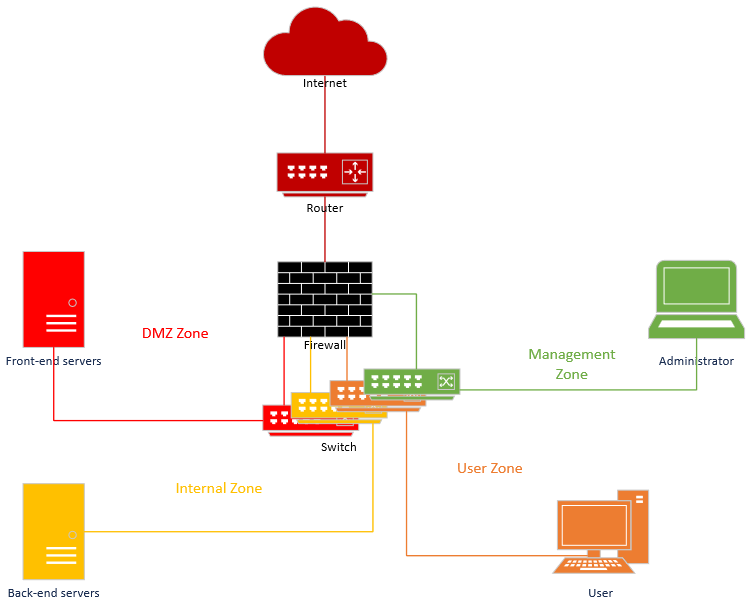 Internet
Router
Firewall
DMZ Zone
Front-end servers
Management
Zone
Administrator
Switch
Internal Zone
User Zone
Back-end servers
User